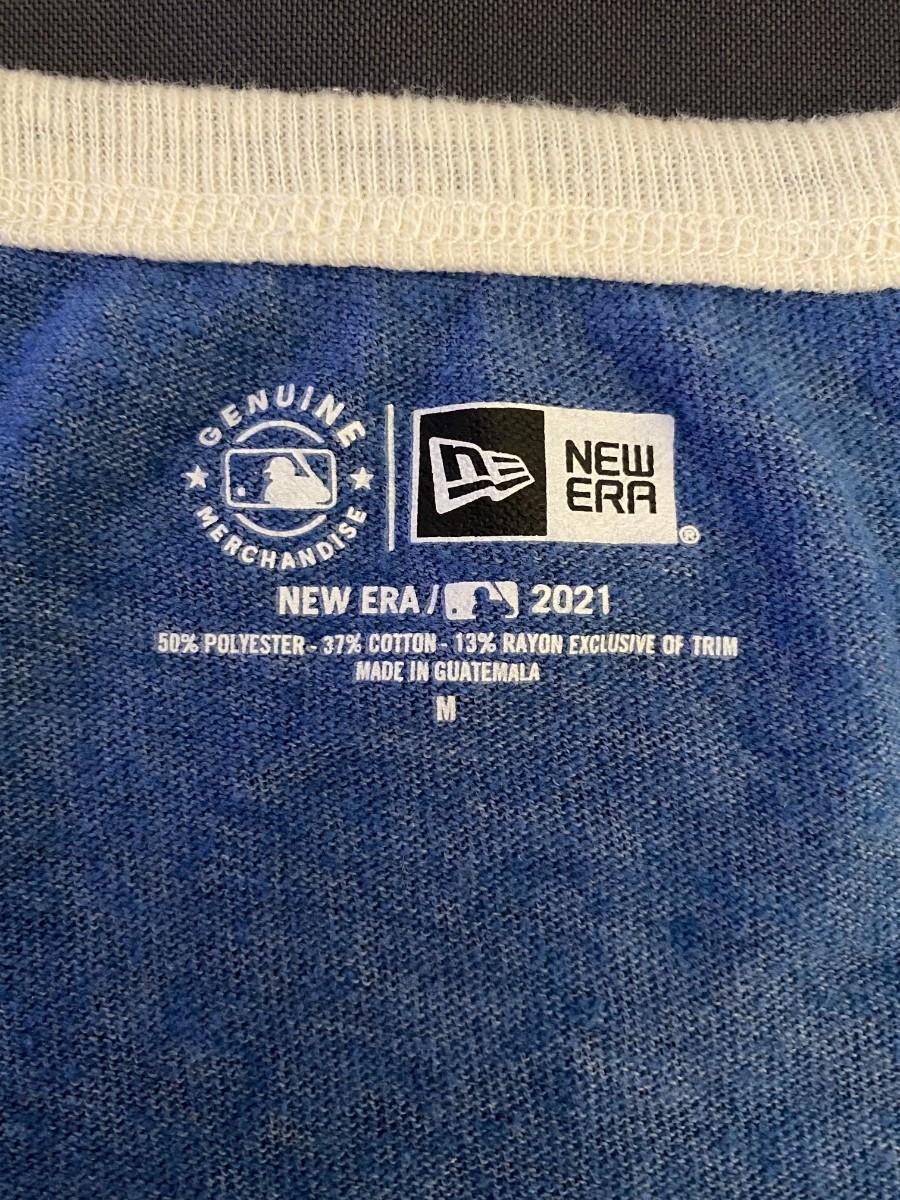 GENUINE
MERCHANDISE
NEW
ERA
®
NEW ERA / 2021
50% POLYESTER - 37% COTTON - 13% RAYON EXCLUSIVE OF TRIM
MADE IN GUATEMALA
M